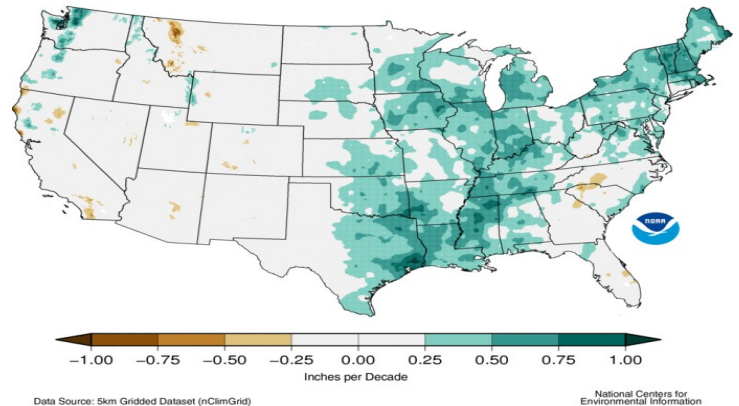 NOAA
−1.00 −0.75 −0.50 −0.25 0.00 0.25 0.50 0.75 1.00
Inches per Decade
Data Source: 5km Gridded Dataset (nClimGrid)
National Centers for
Environmental Information